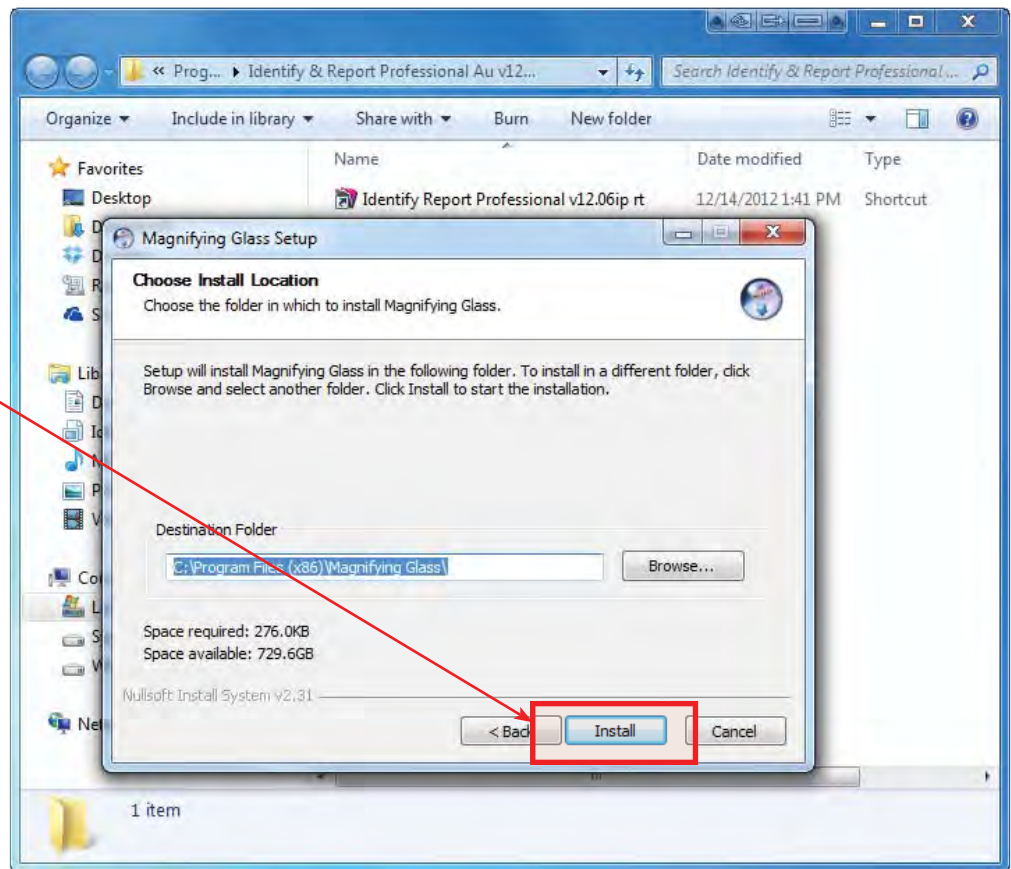 « Prog... ▸ Identify & Report Professional Au v12...
Search Identify & Report Professional ...
Organize ▾ Include in library ▾ Share with ▾ Burn New folder
Favorites
Desktop
Name Date modified Type
Identify Report Professional v12.06ip rt 12/14/2012 1:41 PM Shortcut
D
D
R
S
Lib
D
Ic
M
P
V
Co
L
S
W
Net
Magnifying Glass Setup
Choose Install Location
Choose the folder in which to install Magnifying Glass.
Setup will install Magnifying Glass in the following folder. To install in a different folder, click
Browse and select another folder. Click Install to start the installation.
Destination Folder
C:\Program Files (x86)\Magnifying Glass\
Browse...
Space required: 276.0KB
Space available: 729.6GB
Nullsoft Install System v2.31
< Back Install Cancel
1 item